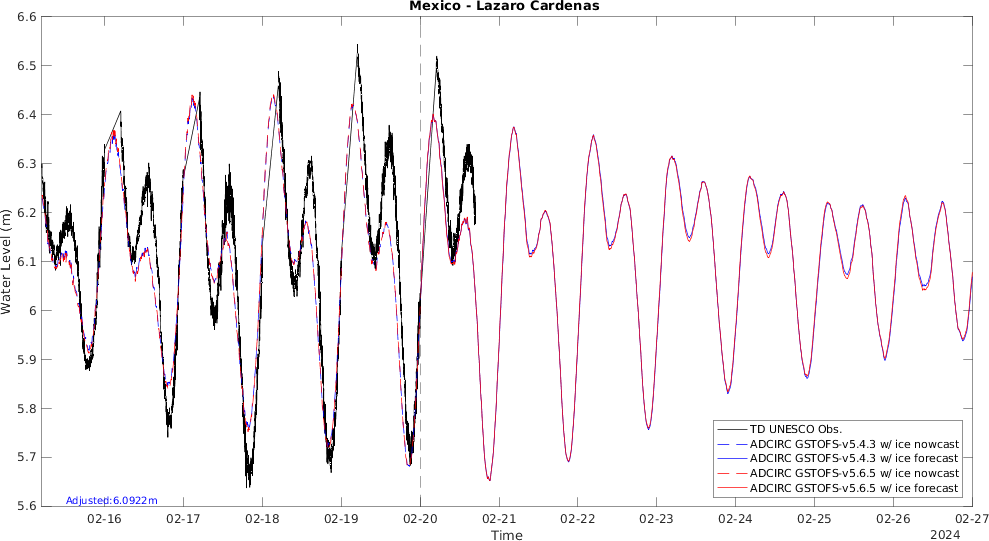 Mexico - Lazaro Cardenas
Water Level (m)
6.6
6.5
6.4
6.3
6.2
6.1
6
5.9
5.8
5.7
5.6
Adjusted:6.0922m
TD UNESCO Obs.
ADCIRC GSTOFS-v5.4.3 w/ ice nowcast
ADCIRC GSTOFS-v5.4.3 w/ ice forecast
ADCIRC GSTOFS-v5.6.5 w/ ice nowcast
ADCIRC GSTOFS-v5.6.5 w/ ice forecast
02-16 02-17 02-18 02-19 02-20 02-21 02-22 02-23 02-24 02-25 02-26 02-27
Time
2024